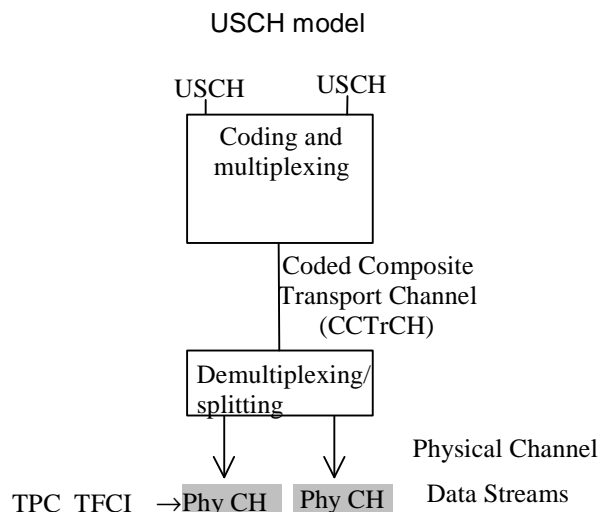 USCH model
USCH USCH
Coding and
multiplexing
Coded Composite
Transport Channel
(CCTrCH)
Demultiplexing/
splitting
Physical Channel
Data Streams
TPC TFCI →Phy CH Phy CH